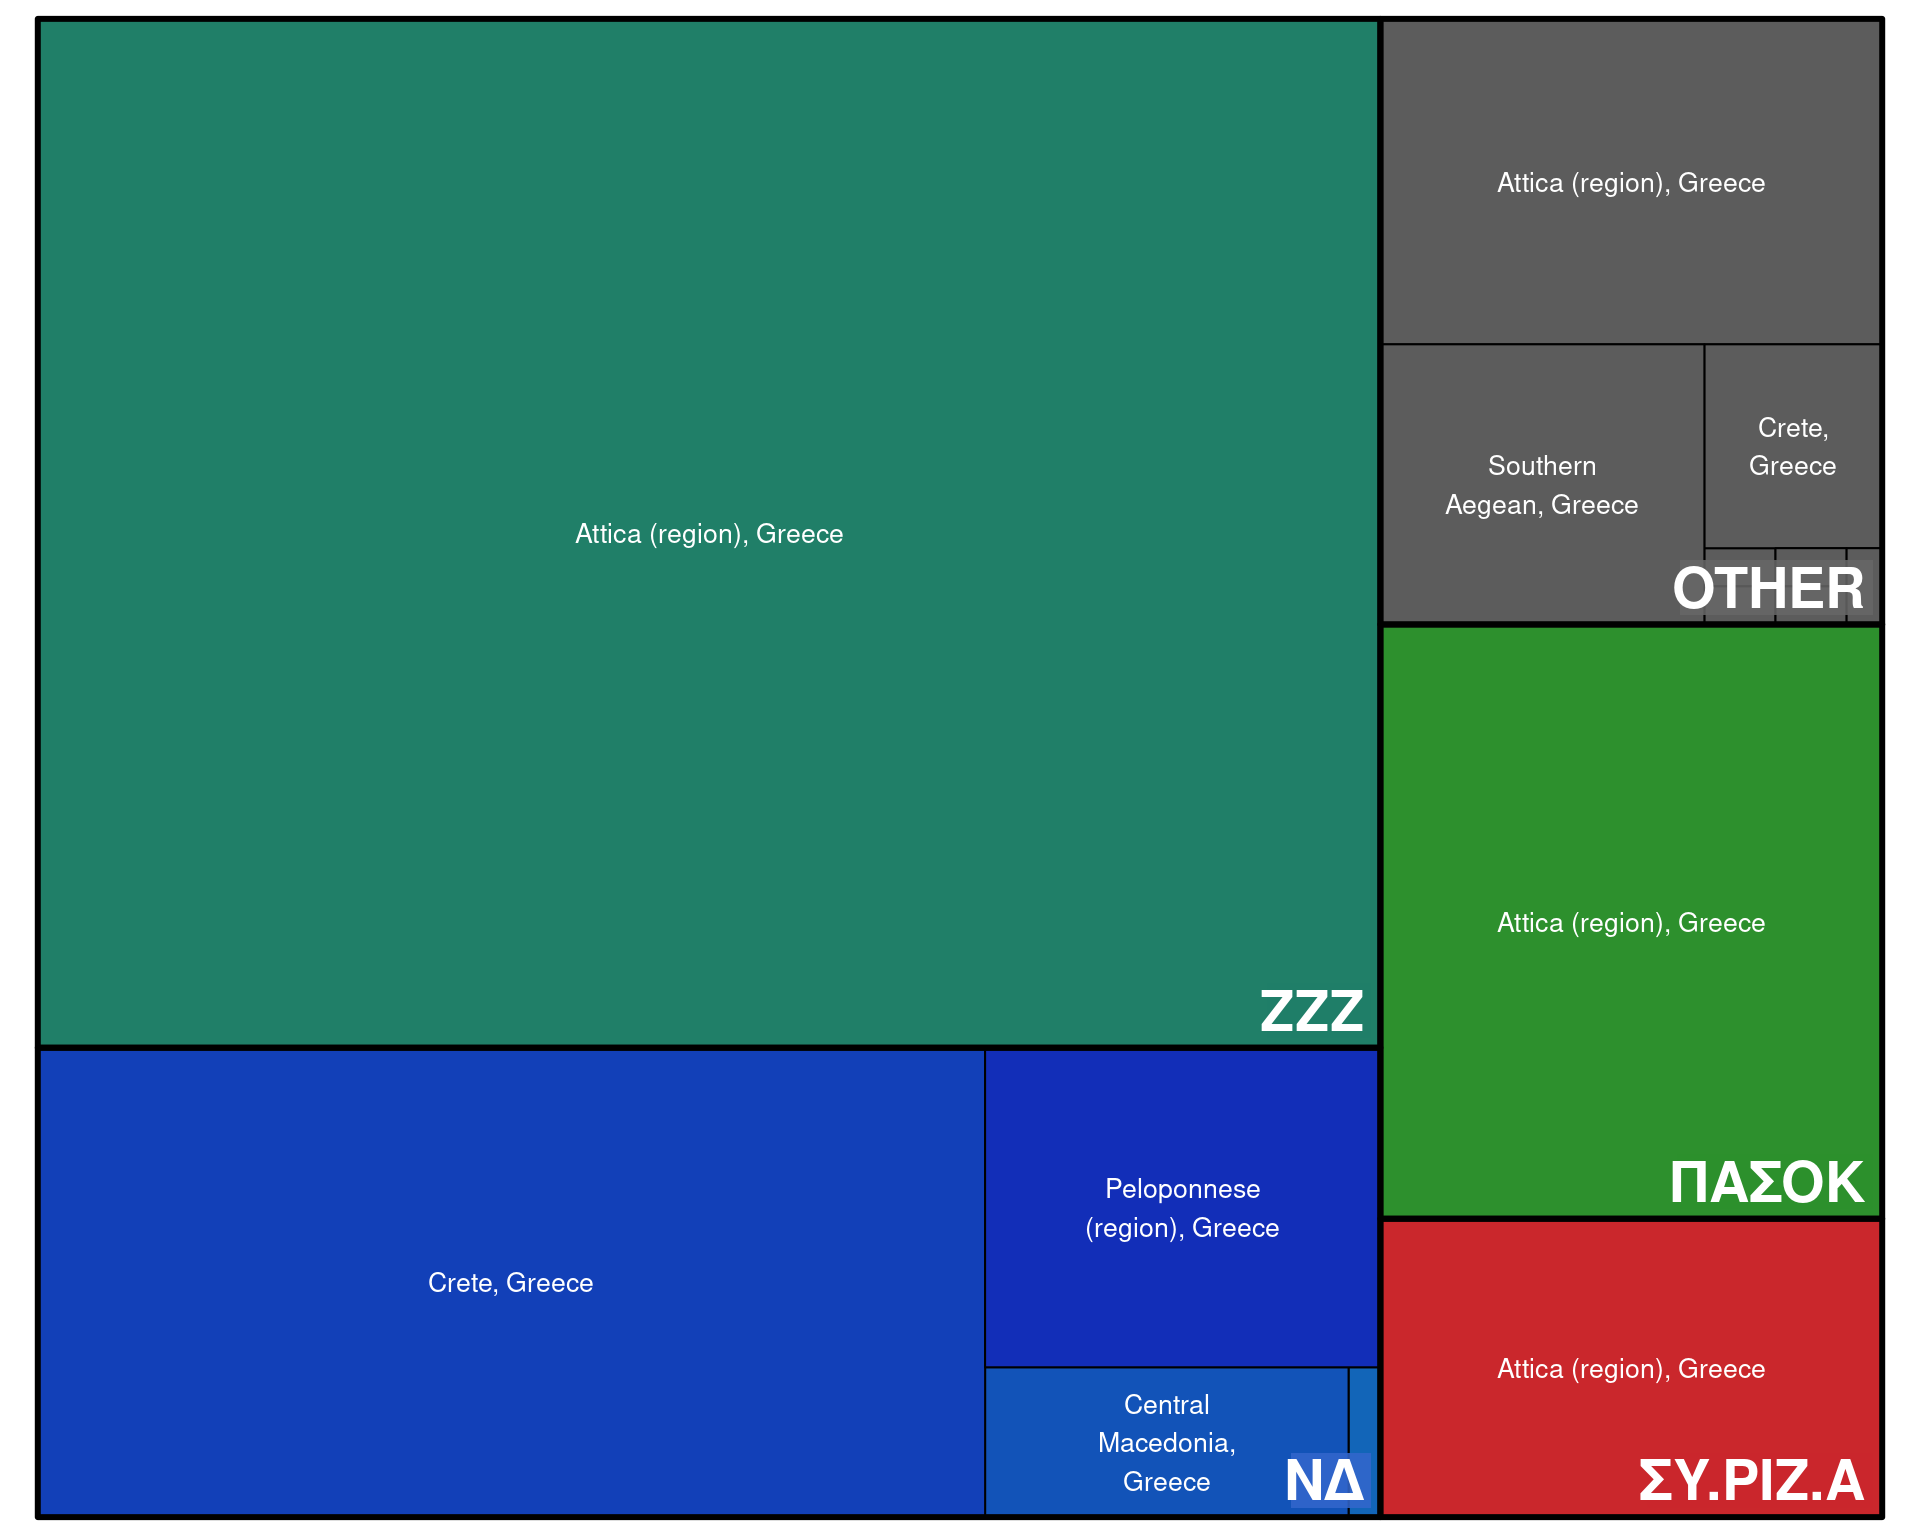 Attica (region), Greece
ZZZ
Crete, Greece
Peloponnese
(region), Greece
Central
Macedonia,
Greece
ΝΔ
Attica (region), Greece
Southern
Aegean, Greece
Crete,
Greece
OTHER
Attica (region), Greece
ΠΑΣΟΚ
Attica (region), Greece
ΣΥ.ΡΙΖ.Α